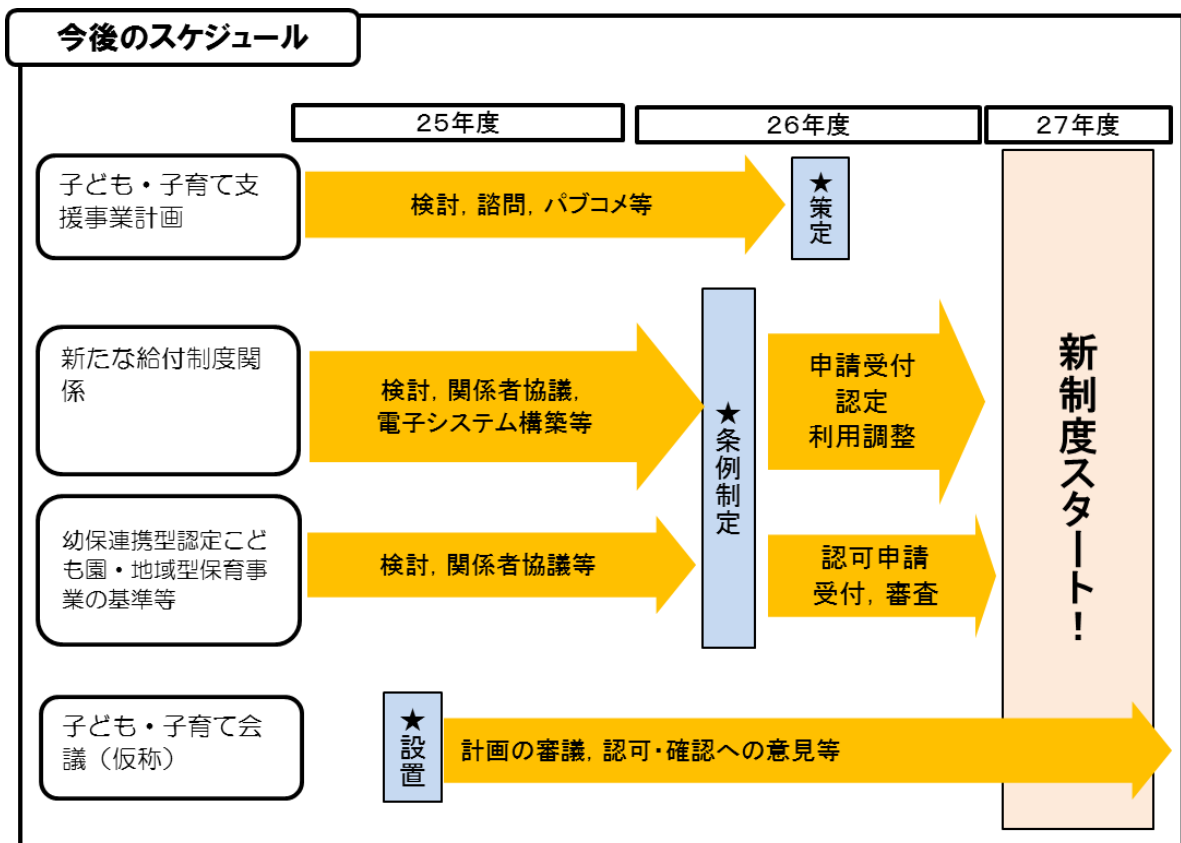 今後のスケジュール
25年度
26年度
27年度
子ども・子育て支
援事業計画
検討, 諮問, パブコメ等
★策定
新たな給付制度関
係
検討, 関係者協議,
電子システム構築等
★条例制定
申請受付
認定
利用調整
新制度スタート!
幼保連携型認定こど
も園・地域型保育事
業の基準等
検討, 関係者協議等
認可申請
受付, 審査
子ども・子育て会
議（仮称）
★設置
計画の審議, 認可・確認への意見等